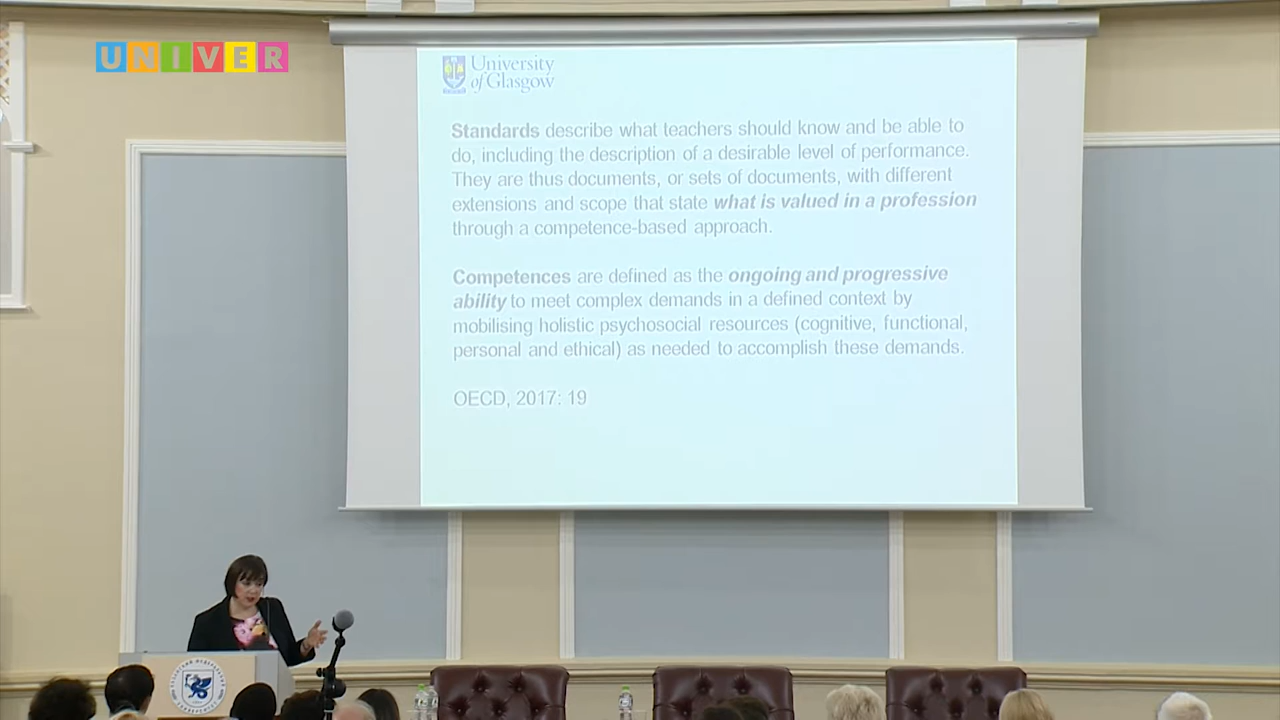 UNIVER
University
of Glasgow
Standards describe what teachers should know and be able to
do, including the description of a desirable level of performance.
They are thus documents, or sets of documents, with different
extensions and scope that state what is valued in a profession
through a competence-based approach.
Competences are defined as the ongoing and progressive
ability to meet complex demands in a defined context by
mobilising holistic psychosocial resources (cognitive, functional,
personal and ethical) as needed to accomplish these demands.
OECD, 2017: 19